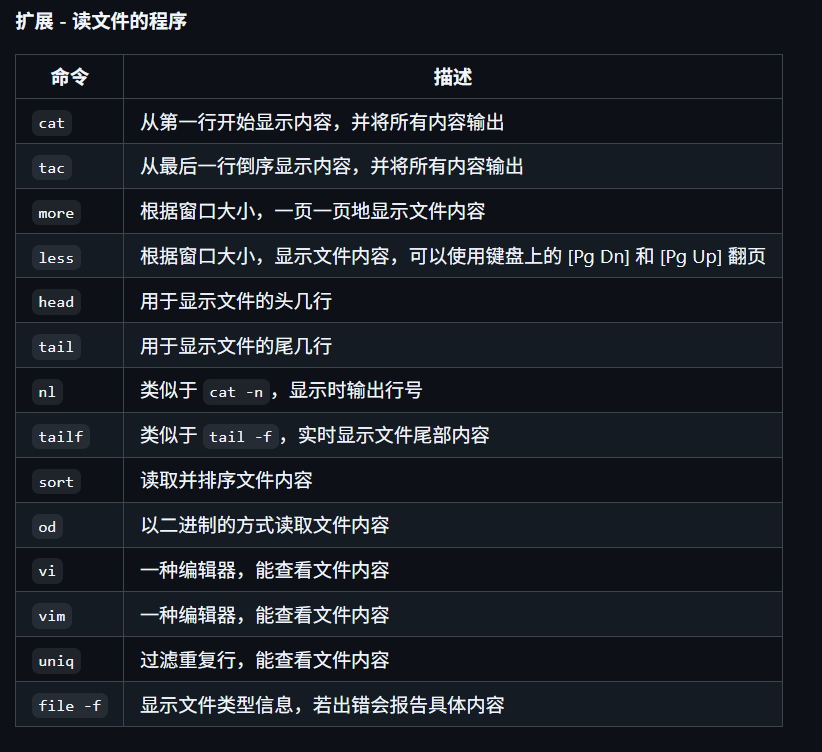 扩展 - 读文件的程序
命令 描述
cat 从第一行开始显示内容，并将所有内容输出
tac 从最后一行倒序显示内容，并将所有内容输出
more 根据窗口大小，一页一页地显示文件内容
less 根据窗口大小，显示文件内容，可以使用键盘上的 [Pg Dn] 和 [Pg Up] 翻页
head 用于显示文件的头几行
tail 用于显示文件的尾几行
nl 类似于 cat -n，显示时输出行号
tailf 类似于 tail -f，实时显示文件尾部内容
sort 读取并排序文件内容
od 以二进制的方式读取文件内容
vi 一种编辑器，能查看文件内容
vim 一种编辑器，能查看文件内容
uniq 过滤重复行，能查看文件内容
file -f 显示文件类型信息，若出错会报告具体内容